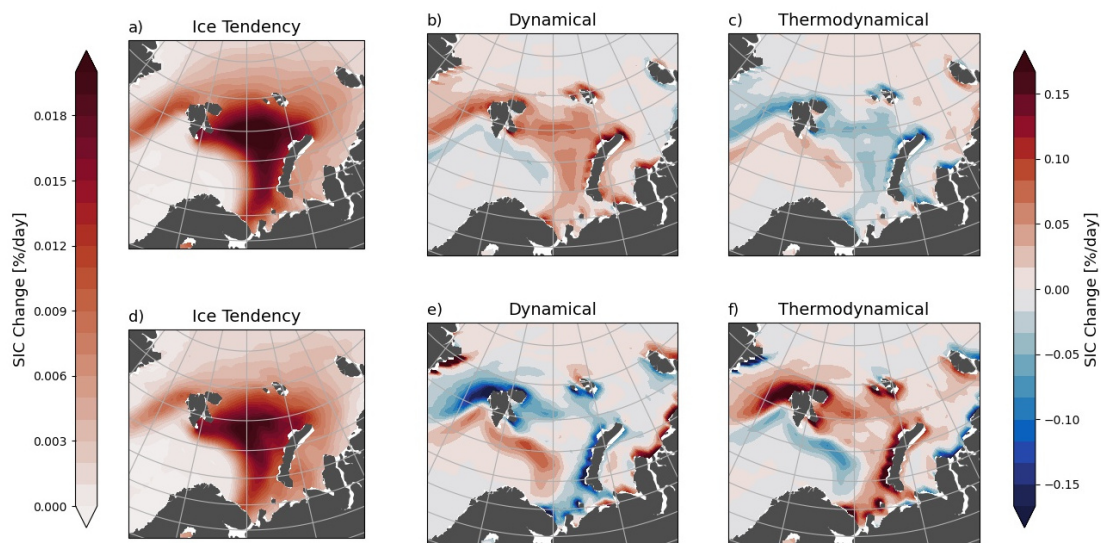 a) Ice Tendency
b) Dynamical
c) Thermodynamical
SIC Change [%/day]
0.018
0.015
0.012
0.009
0.006
0.003
0.000
d) Ice Tendency
e) Dynamical
f) Thermodynamical
0.15
0.10
0.05
0.00
−0.05
−0.10
−0.15
SIC Change [%/day]